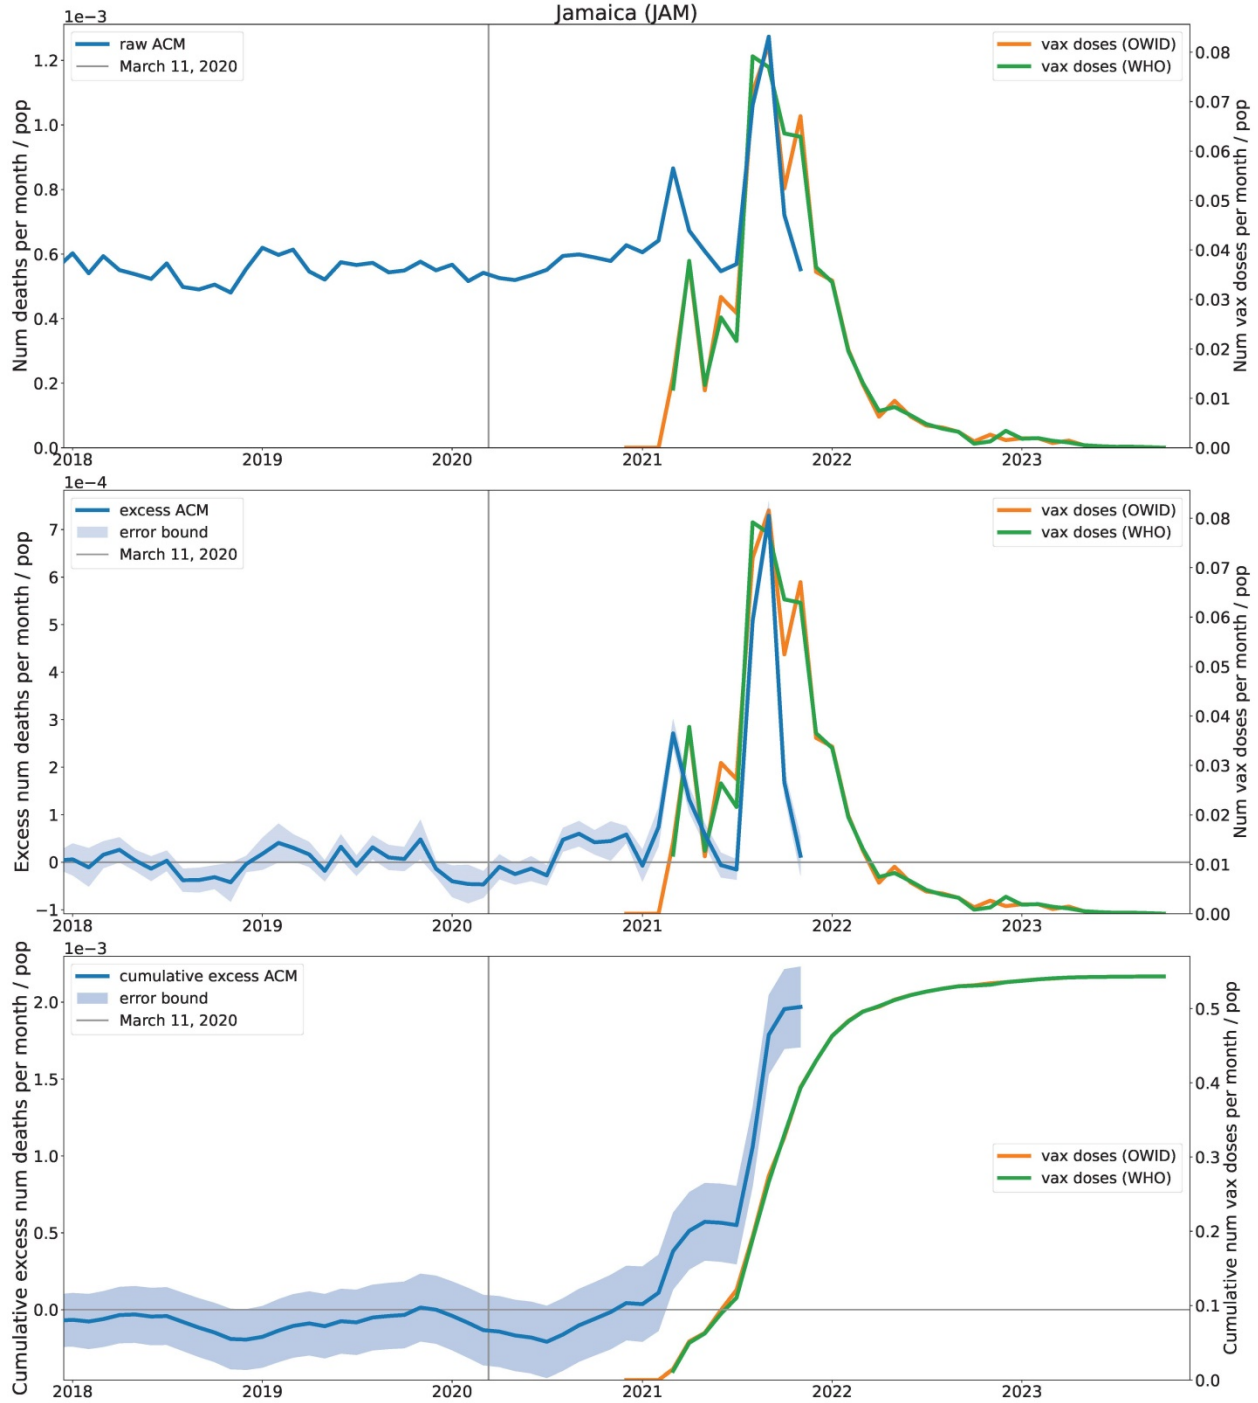 Jamaica (JAM)
1e−3
raw ACM
March 11, 2020
vax doses (OWID)
vax doses (WHO)
Num deaths per month / pop
1.2
1.0
0.8
0.6
0.4
0.2
0.0
Num vax doses per month / pop
0.08
0.07
0.06
0.05
0.04
0.03
0.02
0.01
0.00
2018 2019 2020 2021 2022 2023
1e−4
excess ACM
error bound
March 11, 2020
vax doses (OWID)
vax doses (WHO)
Excess num deaths per month / pop
7
6
5
4
3
2
1
0
−1
Num vax doses per month / pop
0.08
0.07
0.06
0.05
0.04
0.03
0.02
0.01
0.00
2018 2019 2020 2021 2022 2023
1e−3
cumulative excess ACM
error bound
March 11, 2020
vax doses (OWID)
vax doses (WHO)
Cumulative excess num deaths per month / pop
2.0
1.5
1.0
0.5
0.0
Cumulative num vax doses per month / pop
0.5
0.4
0.3
0.2
0.1
0.0
2018 2019 2020 2021 2022 2023